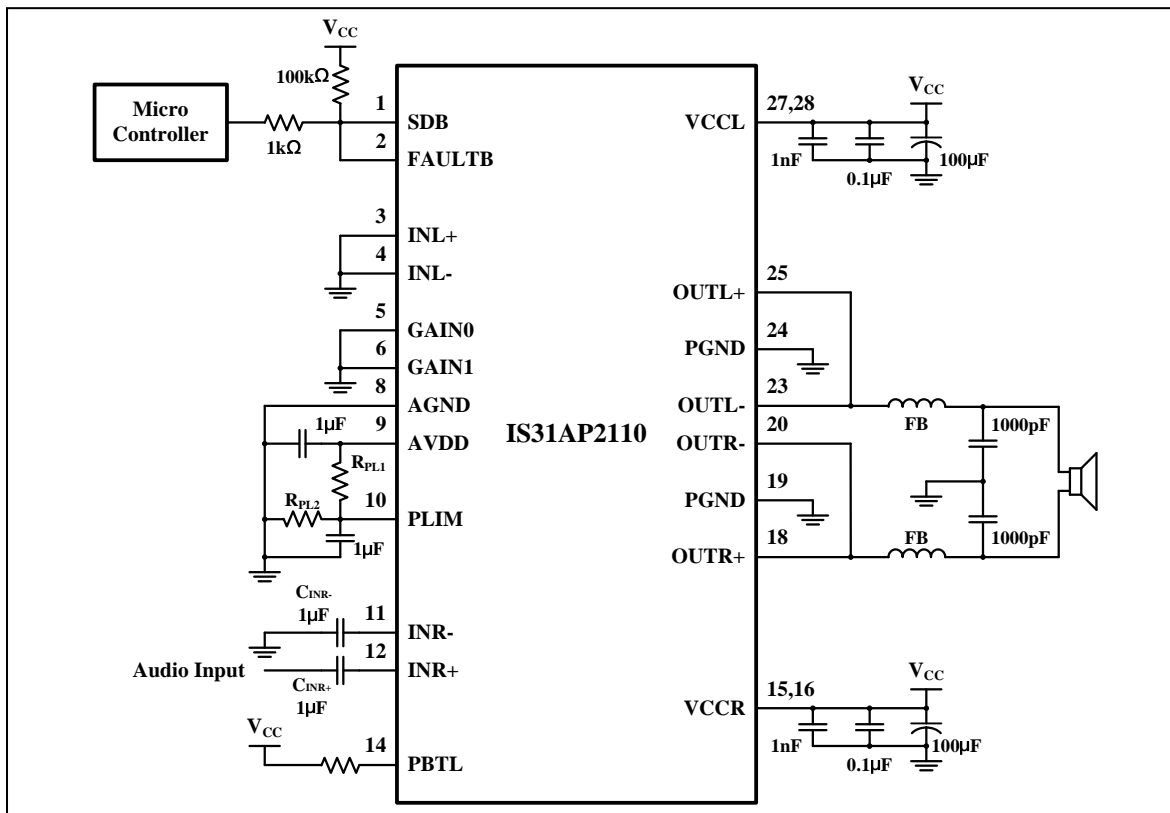 VCC
100kΩ
Micro
Controller
1kΩ
1
SDB
2
FAULTB
3
INL+
4
INL-
5
GAIN0
6
GAIN1
8
AGND
1µF
9
AVDD
RPL1
RPL2
10
PLIM
1µF
CINR-
1µF
11
INR-
12
INR+
Audio Input
CINR+
1µF
VCC
14
PBTL
IS31AP2110
27,28
VCCL
VCC
1nF
0.1µF
100µF
25
OUTL+
24
PGND
23
OUTL-
20
OUTR-
19
PGND
18
OUTR+
FB
1000pF
FB
1000pF
15,16
VCCR
VCC
1nF
0.1µF
100µF